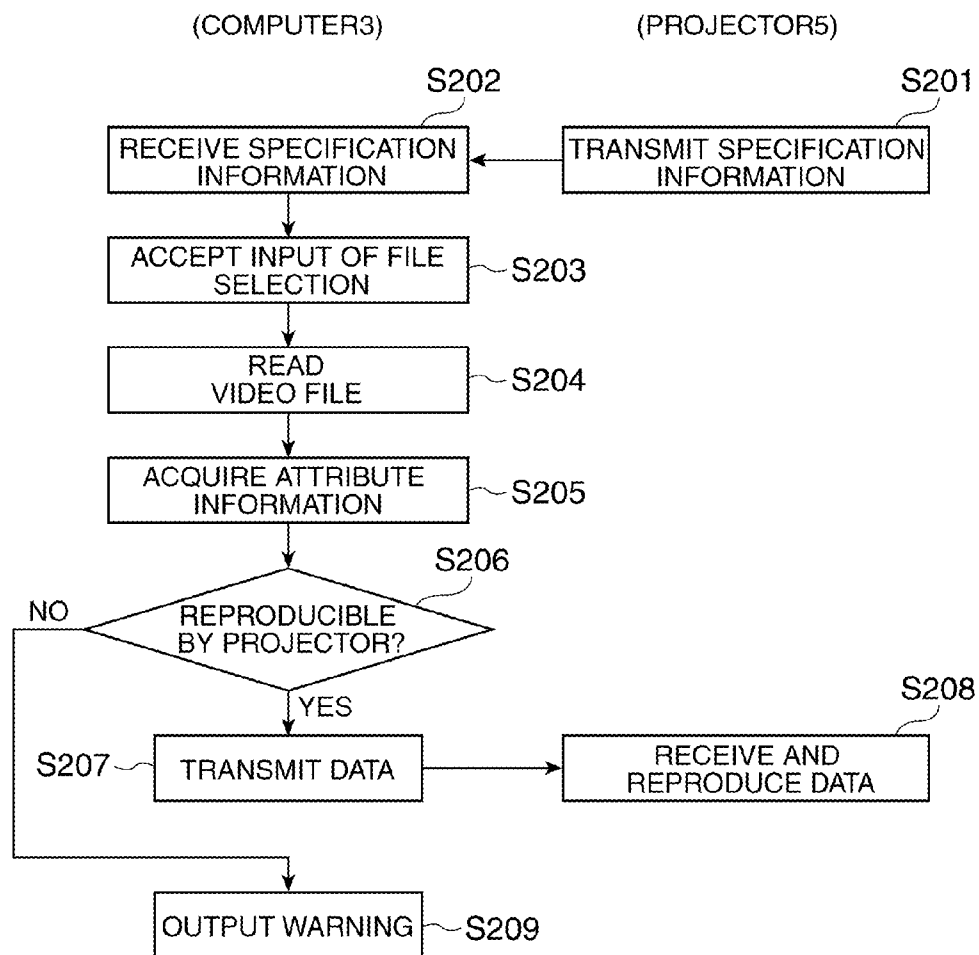 (COMPUTER3)
(PROJECTOR5)
S202
S201
RECEIVE SPECIFICATION
INFORMATION
TRANSMIT SPECIFICATION
INFORMATION
ACCEPT INPUT OF FILE
SELECTION
S203
READ
VIDEO FILE
S204
ACQUIRE ATTRIBUTE
INFORMATION
S205
S206
NO
REPRODUCIBLE
BY PROJECTOR?
YES
S208
S207
TRANSMIT DATA
RECEIVE AND
REPRODUCE DATA
OUTPUT WARNING
S209